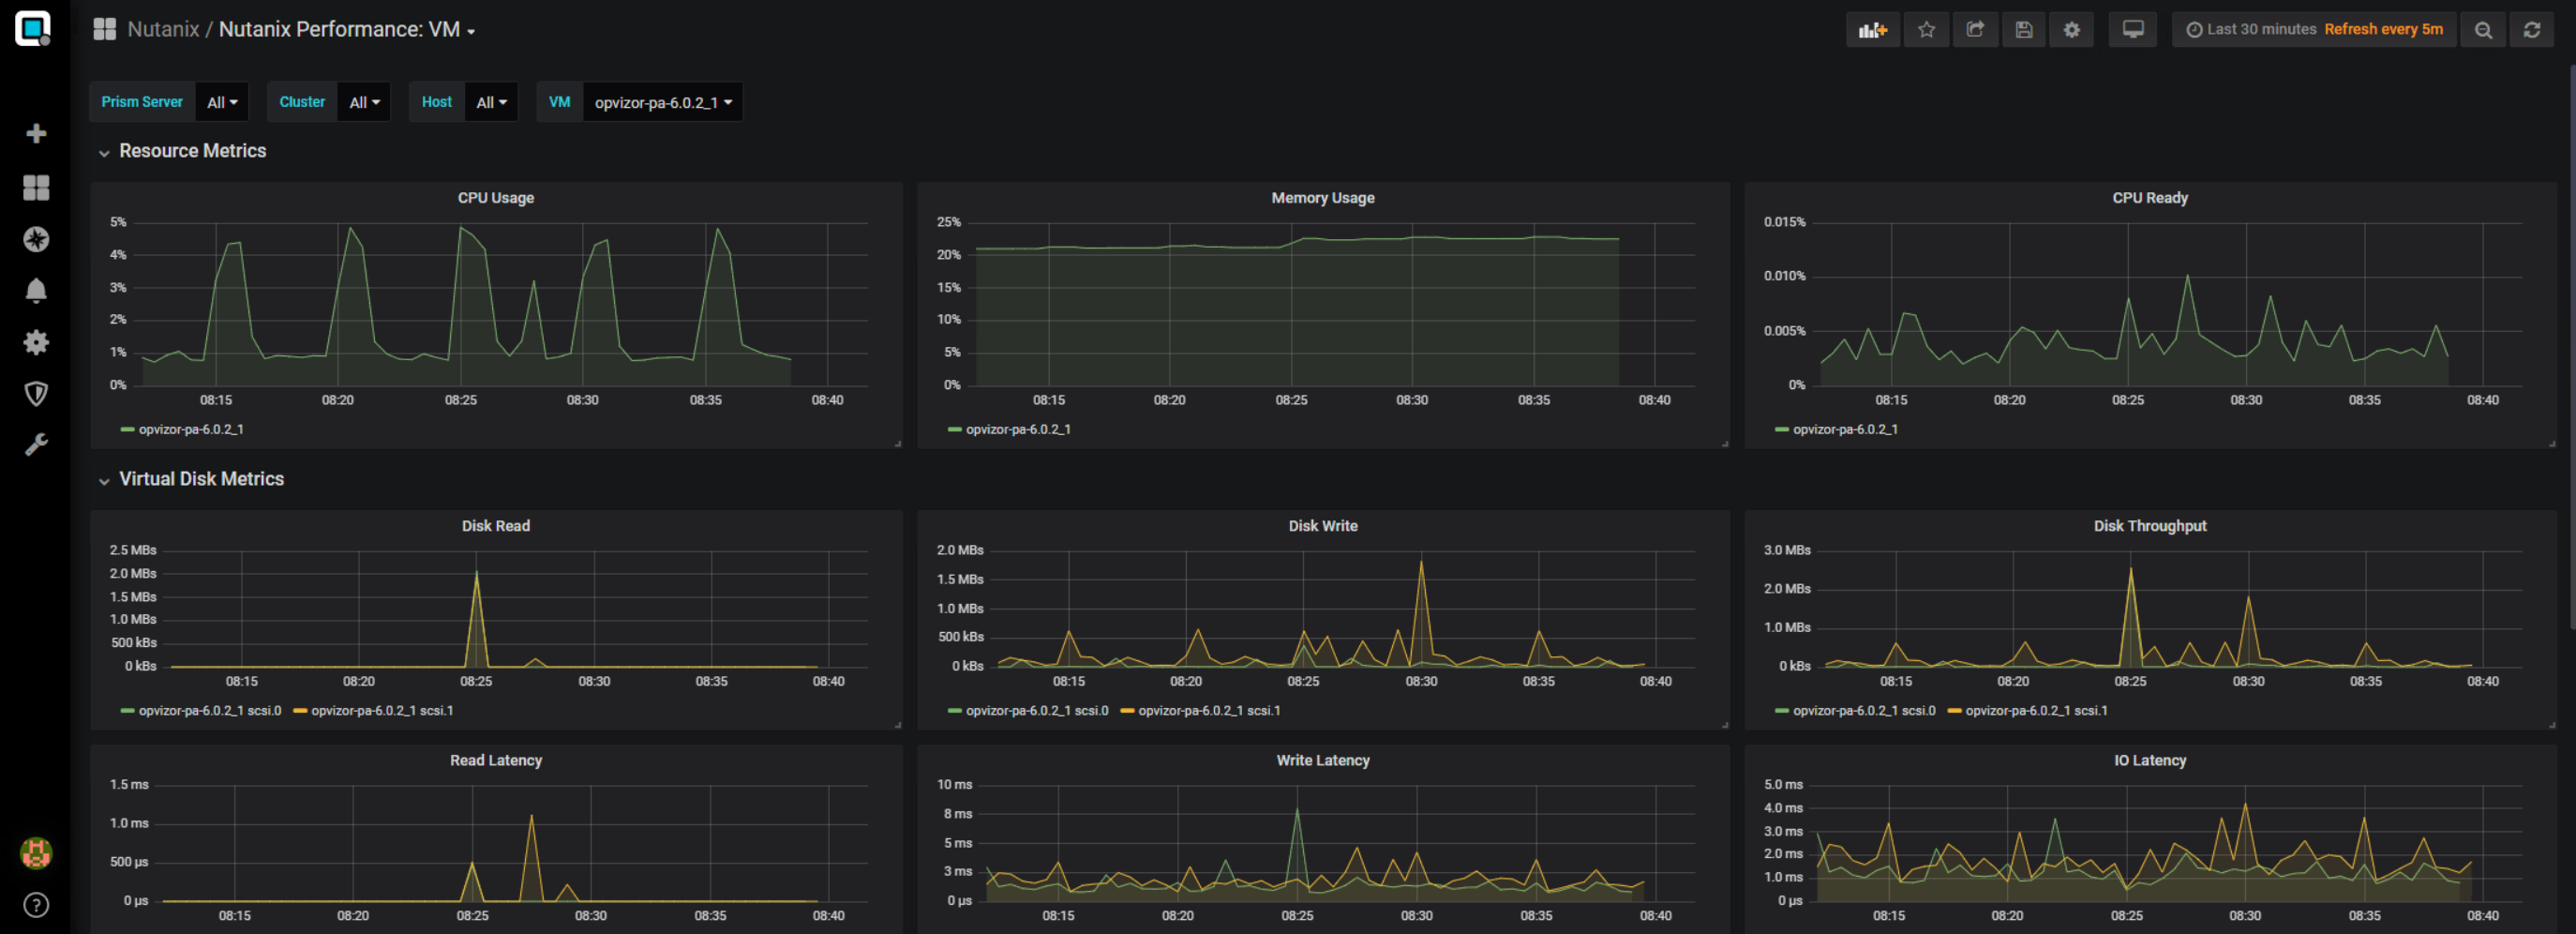 Nutanix / Nutanix Performance: VM
Last 30 minutes Refresh every 5m
Prism Server All Cluster All Host All VM opvizor-pa-6.0.2_1
Resource Metrics
CPU Usage
5%
4%
3%
2%
1%
0%
08:15 08:20 08:25 08:30 08:35 08:40
opvizor-pa-6.0.2_1
Memory Usage
25%
20%
15%
10%
5%
0%
08:15 08:20 08:25 08:30 08:35 08:40
opvizor-pa-6.0.2_1
CPU Ready
0.015%
0.010%
0.005%
0%
08:15 08:20 08:25 08:30 08:35 08:40
opvizor-pa-6.0.2_1
Virtual Disk Metrics
Disk Read
2.5 MBs
2.0 MBs
1.5 MBs
1.0 MBs
500 kBs
0 kBs
08:15 08:20 08:25 08:30 08:35 08:40
opvizor-pa-6.0.2_1 scsi.0 opvizor-pa-6.0.2_1 scsi.1
Disk Write
2.0 MBs
1.5 MBs
1.0 MBs
500 kBs
0 kBs
08:15 08:20 08:25 08:30 08:35 08:40
opvizor-pa-6.0.2_1 scsi.0 opvizor-pa-6.0.2_1 scsi.1
Disk Throughput
3.0 MBs
2.0 MBs
1.0 MBs
0 kBs
08:15 08:20 08:25 08:30 08:35 08:40
opvizor-pa-6.0.2_1 scsi.0 opvizor-pa-6.0.2_1 scsi.1
Read Latency
1.5 ms
1.0 ms
500 µs
0 µs
08:15 08:20 08:25 08:30 08:35 08:40
Write Latency
10 ms
8 ms
5 ms
3 ms
0 µs
08:15 08:20 08:25 08:30 08:35 08:40
IO Latency
5.0 ms
4.0 ms
3.0 ms
2.0 ms
1.0 ms
0 µs
08:15 08:20 08:25 08:30 08:35 08:40